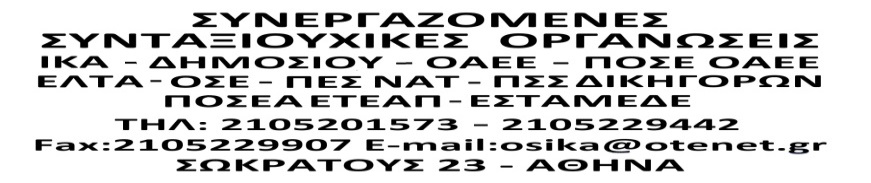 ΣΥΝΕΡΓΑΖΟΜΕΝΕΣ
ΣΥΝΤΑΞΙΟΥΧΙΚΕΣ ΟΡΓΑΝΩΣΕΙΣ
ΙΚΑ - ΔΗΜΟΣΙΟΥ – ΟΑΕΕ – ΠΟΣΕ ΟΑΕΕ
ΕΛΤΑ - ΟΣΕ – ΠΕΣ ΝΑΤ - ΠΣΣ ΔΙΚΗΓΟΡΩΝ
ΠΟΣΕΑ ΕΤΕΑΠ - ΕΣΤΑΜΕΔΕ
ΤΗΛ: 2105201573 – 2105229442
Fax:2105229907 E-mail:osika@otenet.gr
ΣΩΚΡΑΤΟΥΣ 23 - ΑΘΗΝΑ